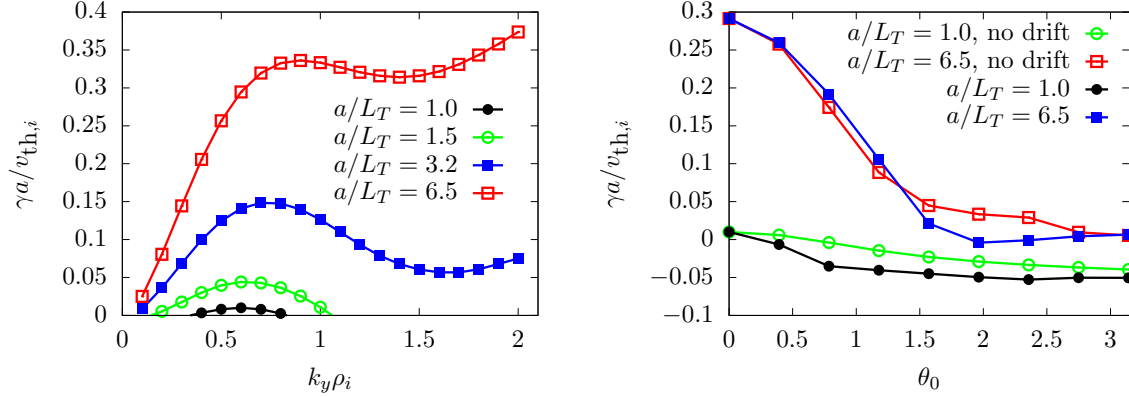 0.4
0.35
0.3
0.25
0.2
0.15
0.1
0.05
0
γa/v_th,i
a/L_T = 1.0
a/L_T = 1.5
a/L_T = 3.2
a/L_T = 6.5
0 0.5 1 1.5 2
k_yρ_i
0.3
0.25
0.2
0.15
0.1
0.05
0
−0.05
−0.1
γa/v_th,i
a/L_T = 1.0, no drift
a/L_T = 6.5, no drift
a/L_T = 1.0
a/L_T = 6.5
0 0.5 1 1.5 2 2.5 3
θ_0